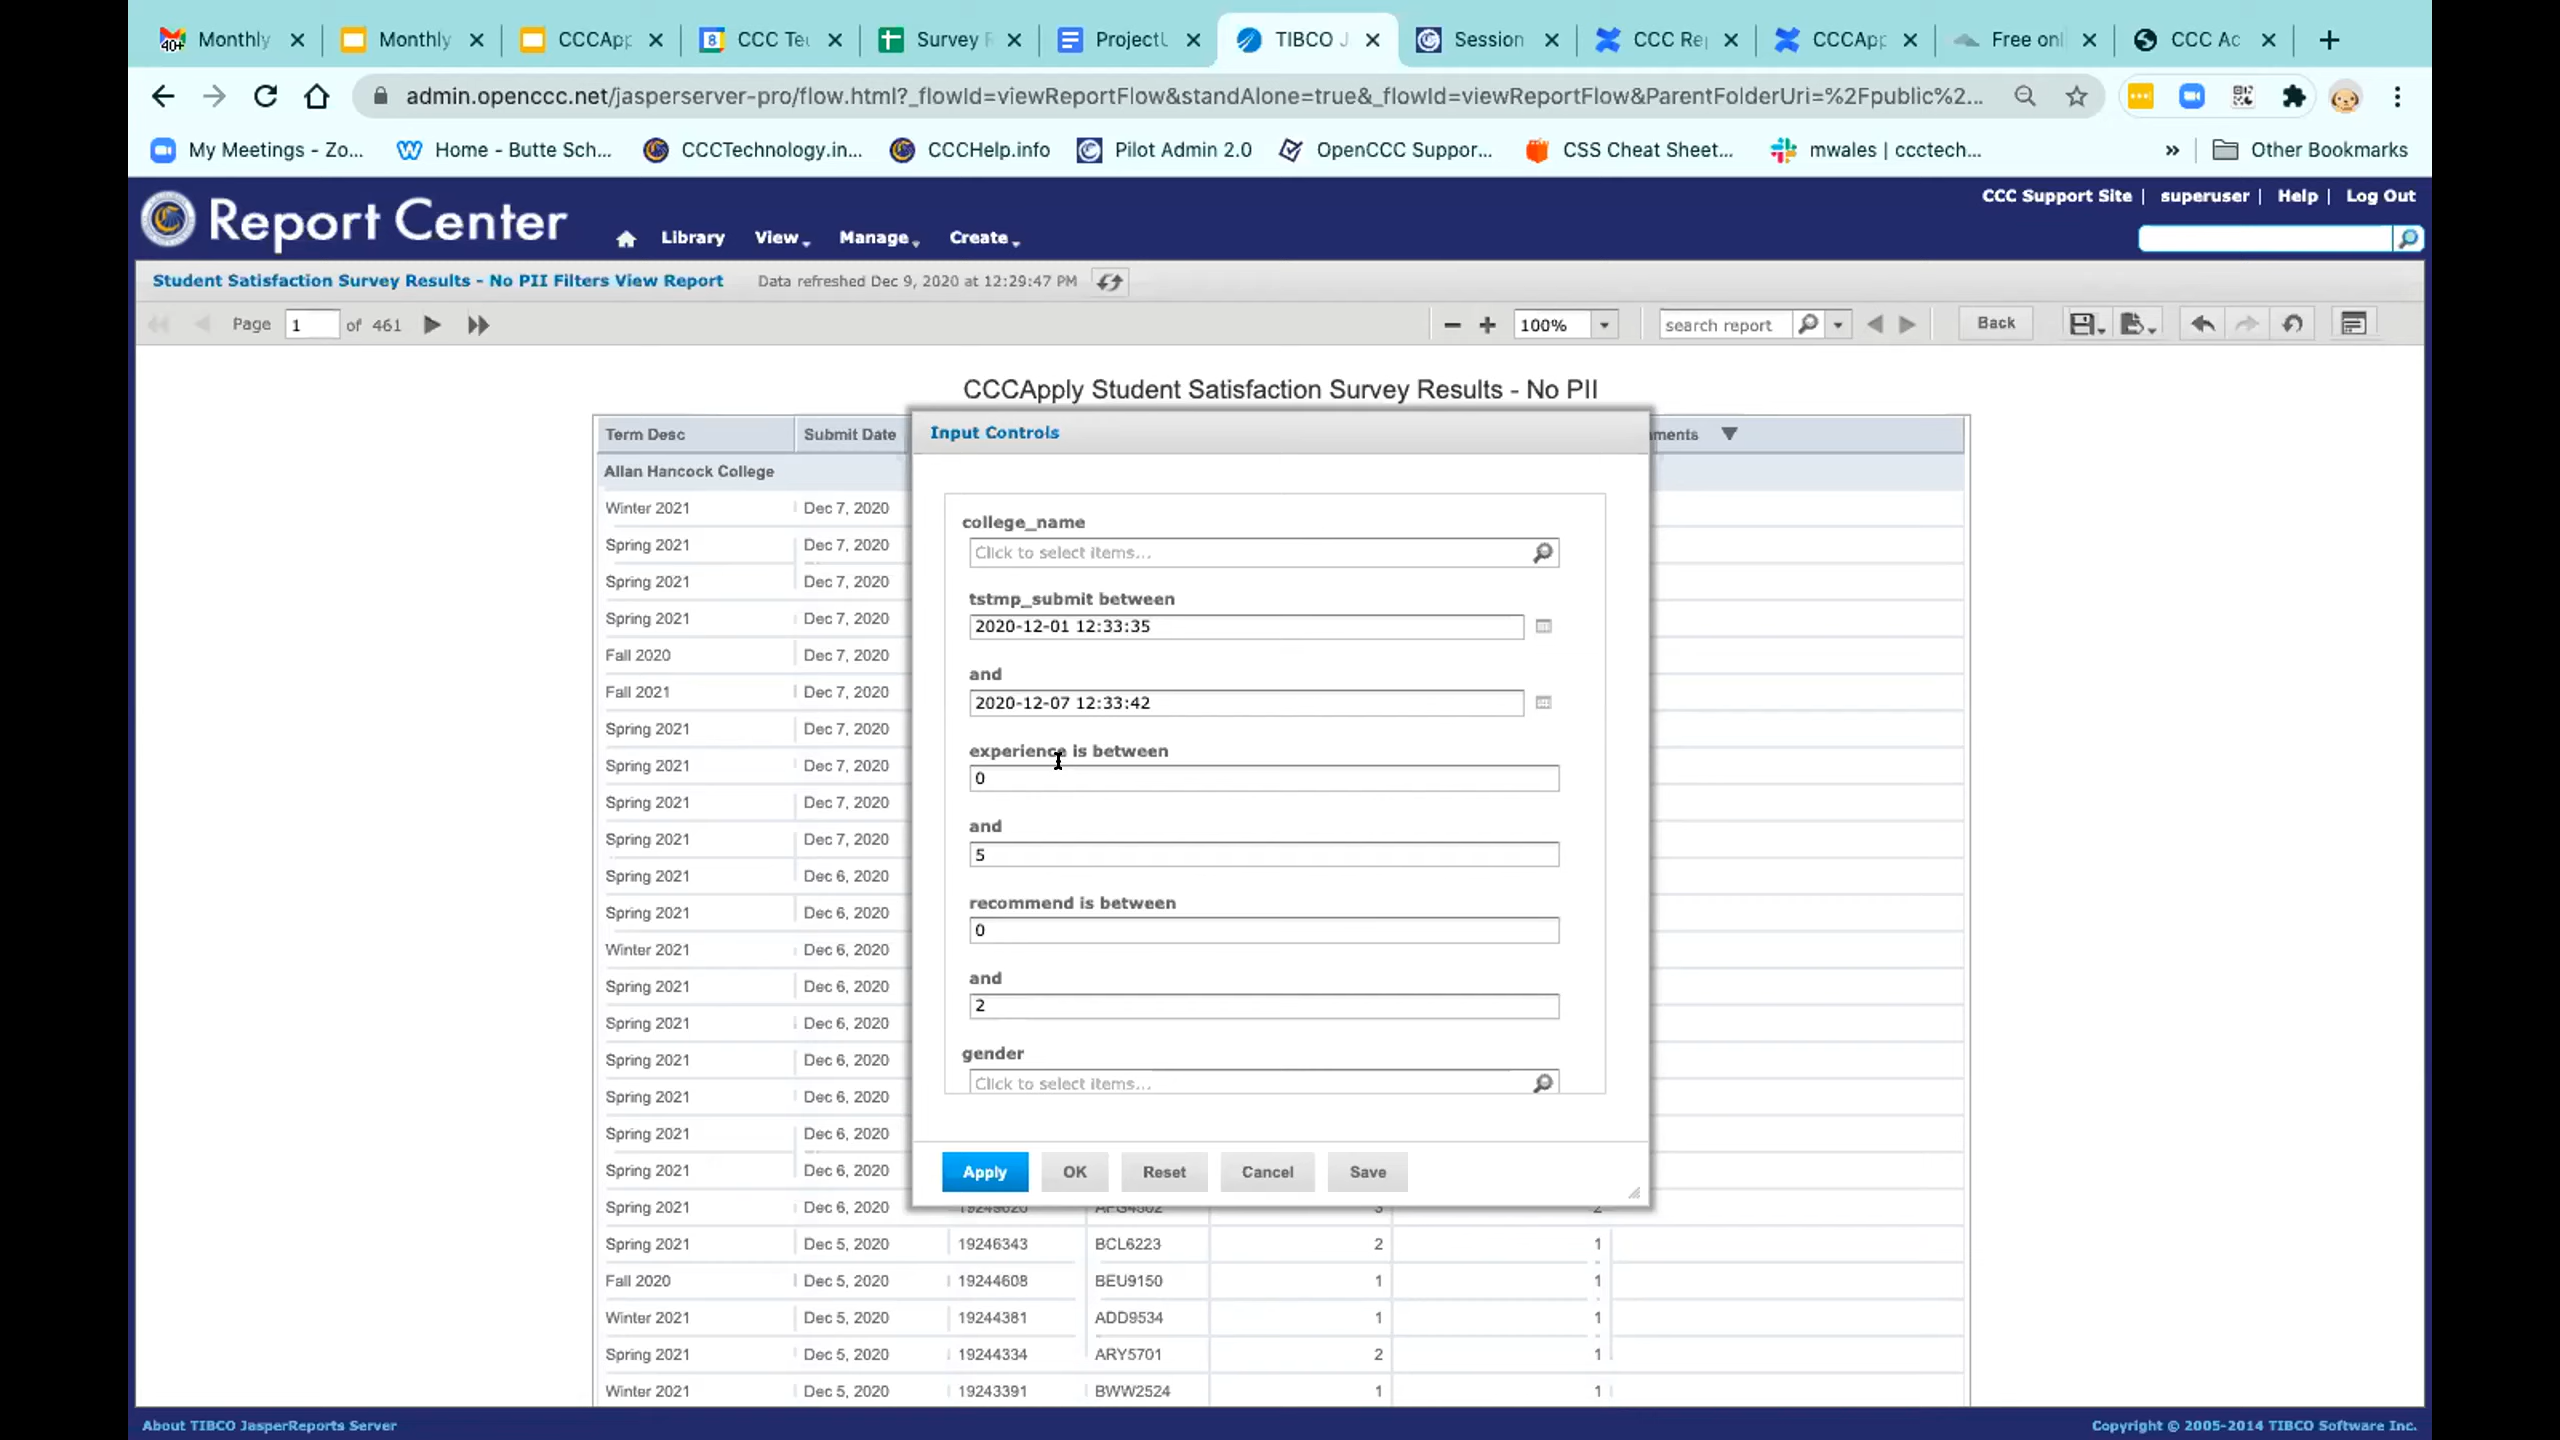 Monthly Monthly CCCApp CCC Te Survey R ProjectU TIBCO J Session CCC Re CCCApp Free onl CCC Ac
admin.openccc.net/jasperserver-pro/flow.html?_flowId=viewReportFlow&standAlone=true&_flowId=viewReportFlow&ParentFolderUri=%2Fpublic%2...
My Meetings - Zo... Home - Butte Sch... CCCTechnology.in... CCCHelp.info Pilot Admin 2.0 OpenCCC Suppor... CSS Cheat Sheet... mwales | ccctech... » Other Bookmarks
CCC Support Site | superuser | Help | Log Out
Report Center Library View Manage Create
Student Satisfaction Survey Results - No PII Filters View Report Data refreshed Dec 9, 2020 at 12:29:47 PM
Page 1 of 461 100% search report Back
CCCApply Student Satisfaction Survey Results - No PII
Term Desc Submit Date ments
Allan Hancock College
Winter 2021 Dec 7, 2020
Spring 2021 Dec 7, 2020
Spring 2021 Dec 7, 2020
Spring 2021 Dec 7, 2020
Fall 2020 Dec 7, 2020
Fall 2021 Dec 7, 2020
Spring 2021 Dec 7, 2020
Spring 2021 Dec 7, 2020
Spring 2021 Dec 7, 2020
Spring 2021 Dec 7, 2020
Spring 2021 Dec 6, 2020
Spring 2021 Dec 6, 2020
Winter 2021 Dec 6, 2020
Spring 2021 Dec 6, 2020
Spring 2021 Dec 6, 2020
Spring 2021 Dec 6, 2020
Spring 2021 Dec 6, 2020
Spring 2021 Dec 6, 2020
Spring 2021 Dec 6, 2020
Spring 2021 Dec 6, 2020
Spring 2021 Dec 5, 2020 19246343 BCL6223 2 1
Fall 2020 Dec 5, 2020 19244608 BEU9150 1 1
Winter 2021 Dec 5, 2020 19244381 ADD9534 1 1
Spring 2021 Dec 5, 2020 19244334 ARY5701 2 1
Winter 2021 Dec 5, 2020 19243391 BWW2524 1 1
Input Controls
college_name
Click to select items...
tstmp_submit between
2020-12-01 12:33:35
and
2020-12-07 12:33:42
experience is between
0
and
5
recommend is between
0
and
2
gender
Click to select items...
Apply OK Reset Cancel Save
About TIBCO JasperReports Server Copyright © 2005-2014 TIBCO Software Inc.